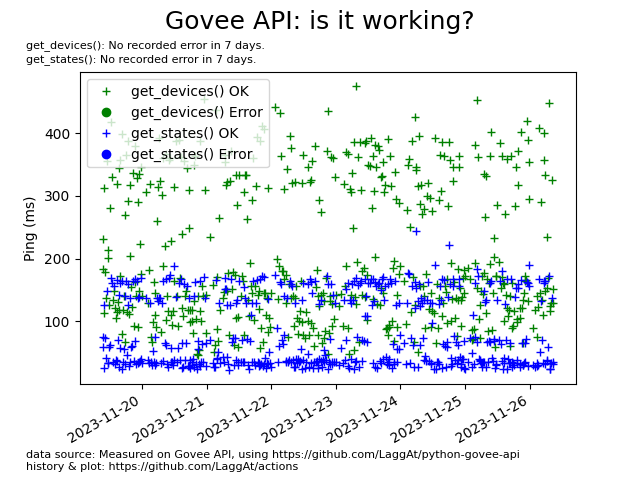 Govee API: is it working?
get_devices(): No recorded error in 7 days.
get_states(): No recorded error in 7 days.
get_devices() OK
get_devices() Error
get_states() OK
get_states() Error
Ping (ms)
400
300
200
100
2023-11-20
2023-11-21
2023-11-22
2023-11-23
2023-11-24
2023-11-25
2023-11-26
data source: Measured on Govee API, using https://github.com/LaggAt/python-govee-api
history & plot: https://github.com/LaggAt/actions